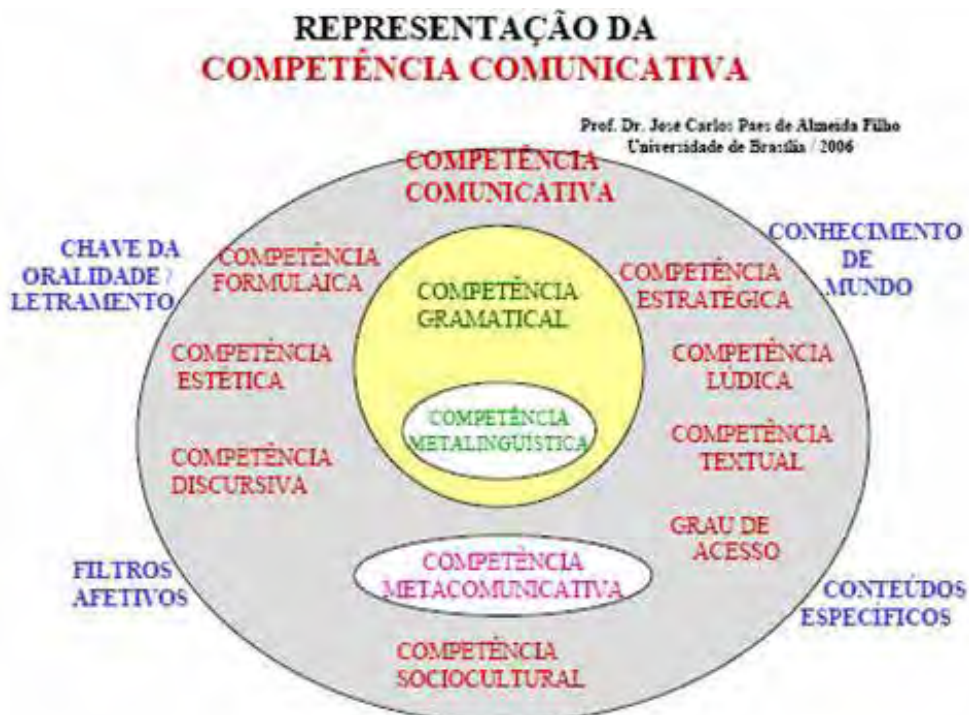 REPRESENTAÇÃO DA
COMPETÊNCIA COMUNICATIVA
Prof. Dr. José Carlos Paes de Almeida Filho
Universidade de Brasília / 2006
COMPETÊNCIA
COMUNICATIVA
CHAVE DA
ORALIDADE /
LETRAMENTO
CONHECIMENTO
DE
MUNDO
COMPETÊNCIA
FORMULAICA
COMPETÊNCIA
GRAMATICAL
COMPETÊNCIA
ESTRATÉGICA
COMPETÊNCIA
ESTÉTICA
COMPETÊNCIA
LÚDICA
COMPETÊNCIA
METALINGÜÍSTICA
COMPETÊNCIA
DISCURSIVA
COMPETÊNCIA
TEXTUAL
GRAU DE
ACESSO
FILTROS
AFETIVOS
COMPETÊNCIA
METACOMUNICATIVA
CONTEÚDOS
ESPECÍFICOS
COMPETÊNCIA
SOCIOCULTURAL